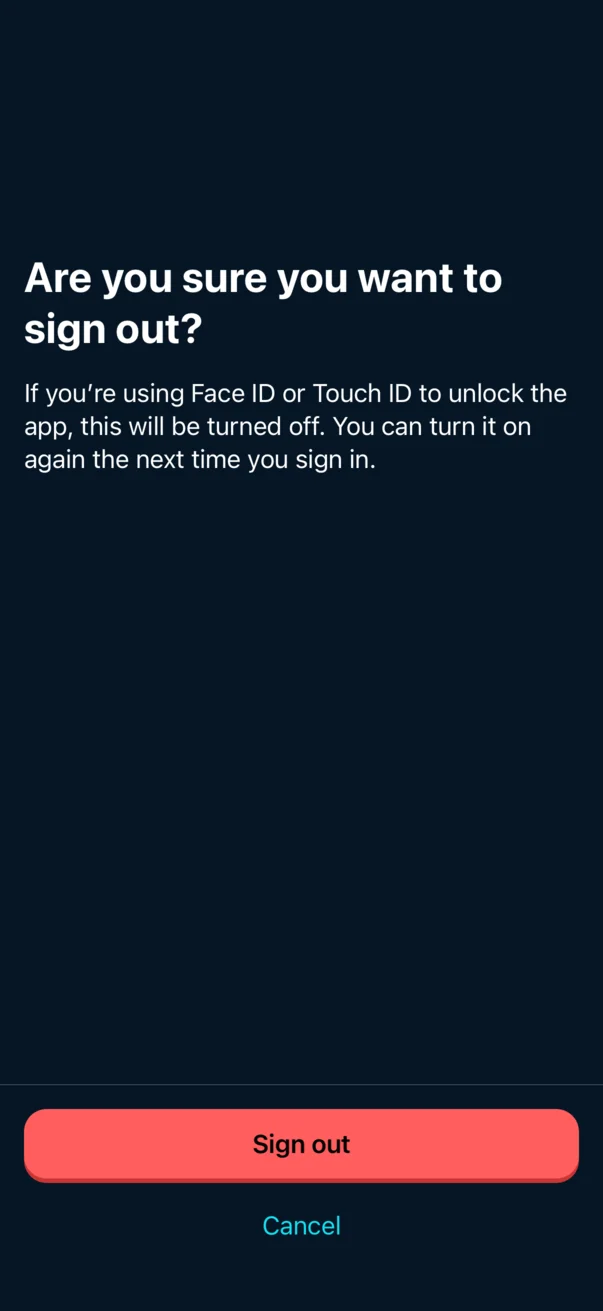 Are you sure you want to
sign out?
If you’re using Face ID or Touch ID to unlock the
app, this will be turned off. You can turn it on
again the next time you sign in.
Sign out
Cancel